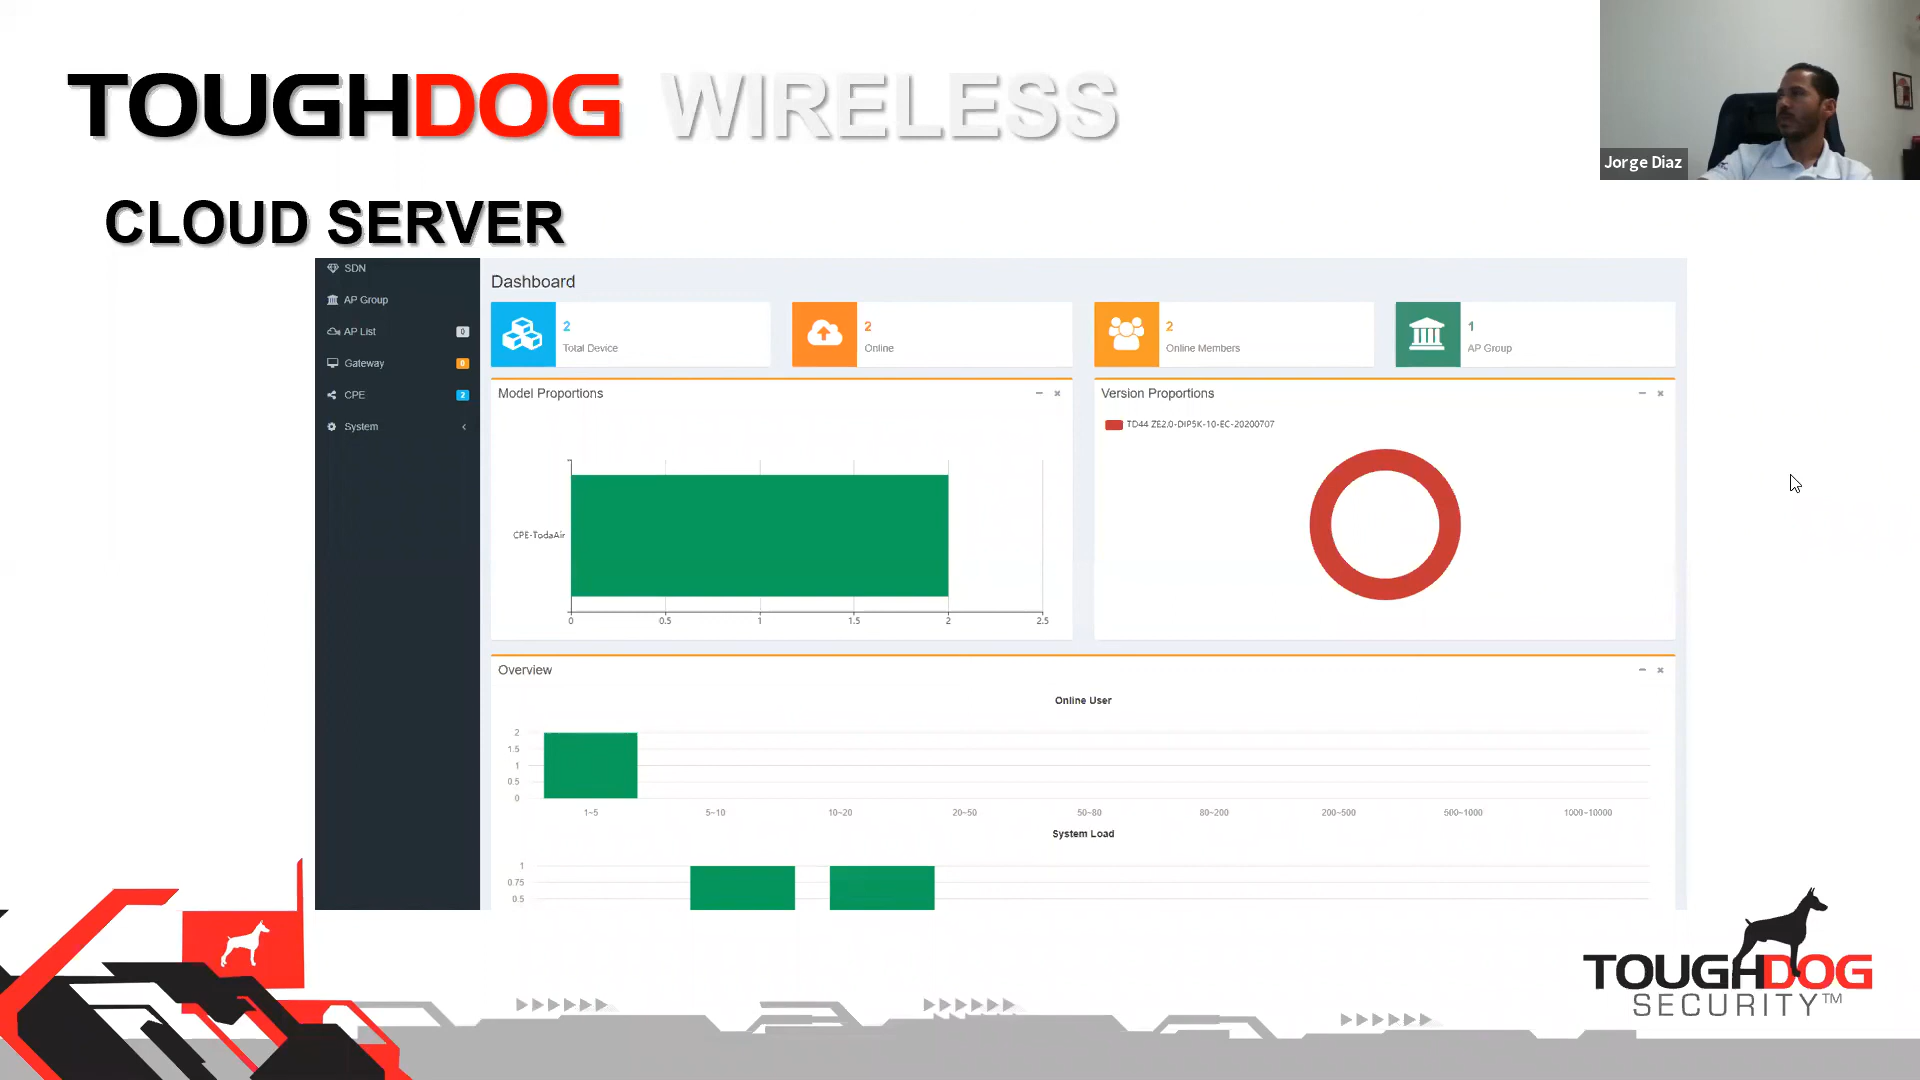 TOUGHDOG WIRELESS
Jorge Diaz
CLOUD SERVER
SDN
AP Group
AP List 0
Gateway 0
CPE 2
System
Dashboard
2
Total Device
2
Online
2
Online Members
1
AP Group
Model Proportions
CPE-TodaAir
0 0.5 1 1.5 2 2.5
Version Proportions
TD44 ZE2.0-DIP5K-10-EC-20200707
Overview
Online User
2
1.5
1
0.5
0
1~5 5~10 10~20 20~50 50~80 80~200 200~500 500~1000 1000~10000
System Load
1
0.75
0.5
TOUGHDOG
SECURITY™